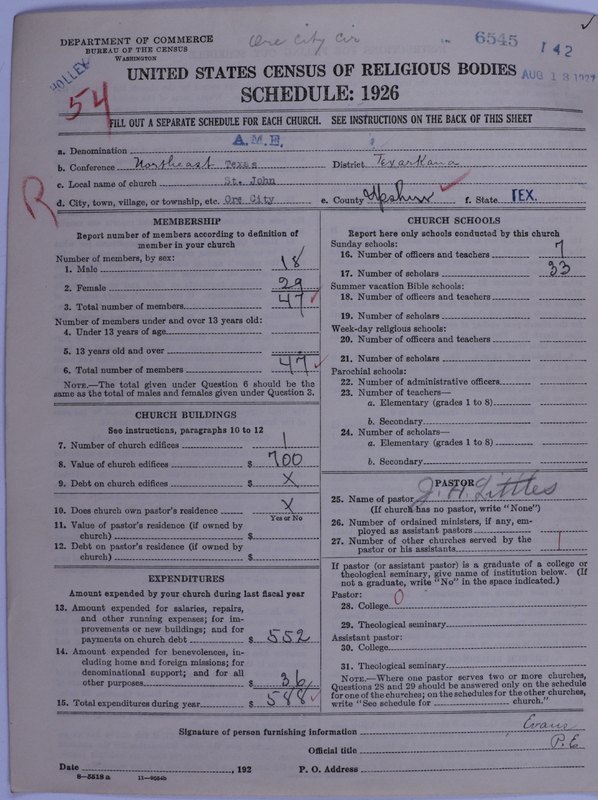 DEPARTMENT OF COMMERCE
BUREAU OF THE CENSUS
WASHINGTON
Ore City Cir
6545
142
AUG 13 1927
54
UNITED STATES CENSUS OF RELIGIOUS BODIES
SCHEDULE: 1926
FILL OUT A SEPARATE SCHEDULE FOR EACH CHURCH. SEE INSTRUCTIONS ON THE BACK OF THIS SHEET
R
a. Denomination A.M.E.
b. Conference Northeast Texas District Texarkana
c. Local name of church St. John
d. City, town, village, or township, etc. Ore City e. County Upshur f. State TEX.
MEMBERSHIP
Report number of members according to definition of member in your church
Number of members, by sex:
1. Male 18
2. Female 29
3. Total number of members 47
Number of members under and over 13 years old:
4. Under 13 years of age
5. 13 years old and over
6. Total number of members 47
NOTE.—The total given under Question 6 should be the
same as the total of males and females given under Question 3.
CHURCH BUILDINGS
See instructions, paragraphs 10 to 12
7. Number of church edifices 1
8. Value of church edifices $ 700
9. Debt on church edifices $ X
10. Does church own pastor's residence X
Yes or No
11. Value of pastor's residence (if owned by
church) $
12. Debt on pastor's residence (if owned by
church) $
EXPENDITURES
Amount expended by your church during last fiscal year
13. Amount expended for salaries, repairs,
and other running expenses; for im-
provements or new buildings; and for
payments on church debt $ 552
14. Amount expended for benevolences, in-
cluding home and foreign missions; for
denominational support; and for all
other purposes $ 36
15. Total expenditures during year $ 588
CHURCH SCHOOLS
Report here only schools conducted by this church
Sunday schools:
16. Number of officers and teachers 7
17. Number of scholars 33
Summer vacation Bible schools:
18. Number of officers and teachers
19. Number of scholars
Week-day religious schools:
20. Number of officers and teachers
21. Number of scholars
Parochial schools:
22. Number of administrative officers
23. Number of teachers—
a. Elementary (grades 1 to 8)
b. Secondary
24. Number of scholars—
a. Elementary (grades 1 to 8)
b. Secondary
PASTOR
25. Name of pastor J. H. Littles
(If church has no pastor, write "None")
26. Number of ordained ministers, if any, em-
ployed as assistant pastors
27. Number of other churches served by the
pastor or his assistants 1
If pastor (or assistant pastor) is a graduate of a college or
theological seminary, give name of institution below. (If
not a graduate, write "No" in the space indicated.)
Pastor:
28. College 0
29. Theological seminary
Assistant pastor:
30. College
31. Theological seminary
NOTE.—Where one pastor serves two or more churches,
Questions 28 and 29 should be answered only on the schedule
for one of the churches; on the schedules for the other churches,
write "See schedule for church."
Signature of person furnishing information Evans
Official title P.E
Date , 192 P. O. Address
8—5518a 11—9054b